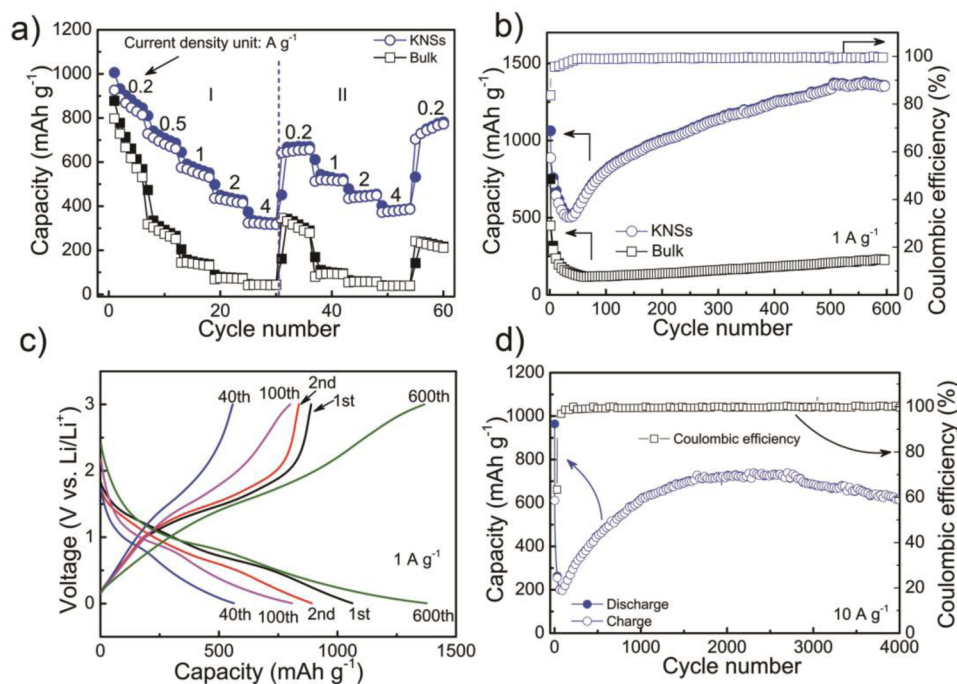 a)
1200
1000
800
600
400
200
0
Capacity (mAh g⁻¹)
Current density unit: A g⁻¹
KNSs
Bulk
I
II
0.2
0.5
1
2
4
0.2
1
2
4
0.2
0 20 40 60
Cycle number
b)
1500
1000
500
0
Capacity (mAh g⁻¹)
KNSs
Bulk
1 A g⁻¹
100
80
60
40
20
0
Coulombic efficiency (%)
0 100 200 300 400 500 600
Cycle number
c)
3
2
1
0
Voltage (V vs. Li/Li⁺)
40th
100th
2nd
1st
600th
1 A g⁻¹
40th
100th
2nd
1st
600th
0 500 1000 1500
Capacity (mAh g⁻¹)
d)
1200
1000
800
600
400
200
0
Capacity (mAh g⁻¹)
Coulombic efficiency
Discharge
Charge
10 A g⁻¹
100
80
60
40
20
0
Coulombic efficiency (%)
0 1000 2000 3000 4000
Cycle number